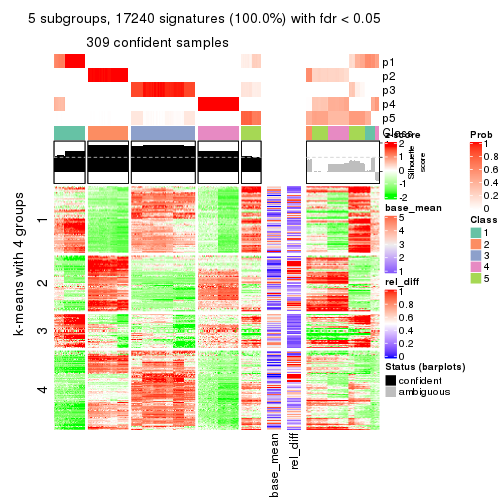 5 subgroups, 17240 signatures (100.0%) with fdr < 0.05
309 confident samples
p1
p2
p3
p4
p5
Class
1
2
3
4
k-means with 4 groups
base_mean
rel_diff
z-score
2
1
0
-1
-2
Silhouette
score
base_mean
5
4
3
2
1
rel_diff
1
0.8
0.6
0.4
0.2
0
Status (barplots)
confident
ambiguous
Prob
1
0.8
0.6
0.4
0.2
0
Class
1
2
3
4
5